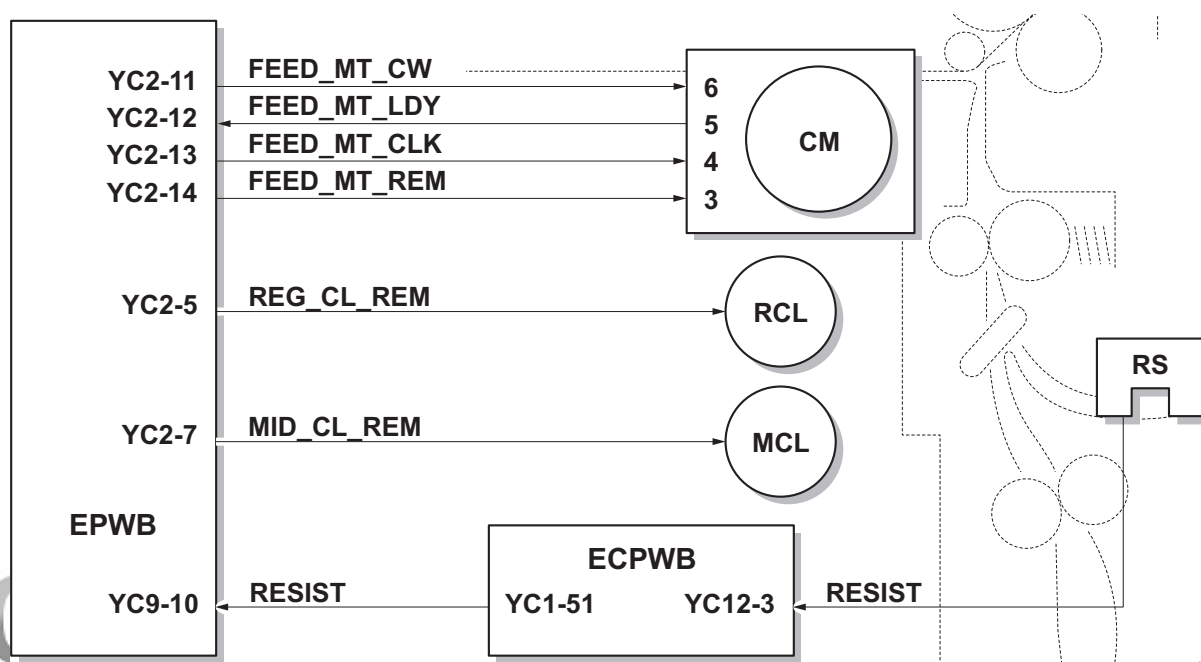 YC2-11 FEED_MT_CW 6
YC2-12 FEED_MT_LDY 5
YC2-13 FEED_MT_CLK 4
YC2-14 FEED_MT_REM 3
CM
YC2-5 REG_CL_REM RCL
RS
YC2-7 MID_CL_REM MCL
EPWB
ECPWB
YC9-10 RESIST YC1-51 YC12-3 RESIST